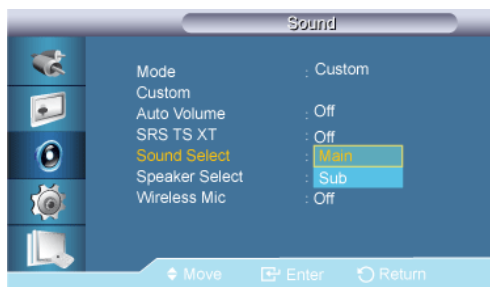 Sound
Mode : Custom
Custom
Auto Volume : Off
SRS TS XT : Off
Sound Select : Main
Speaker Select : Sub
Wireless Mic : Off
Move Enter Return